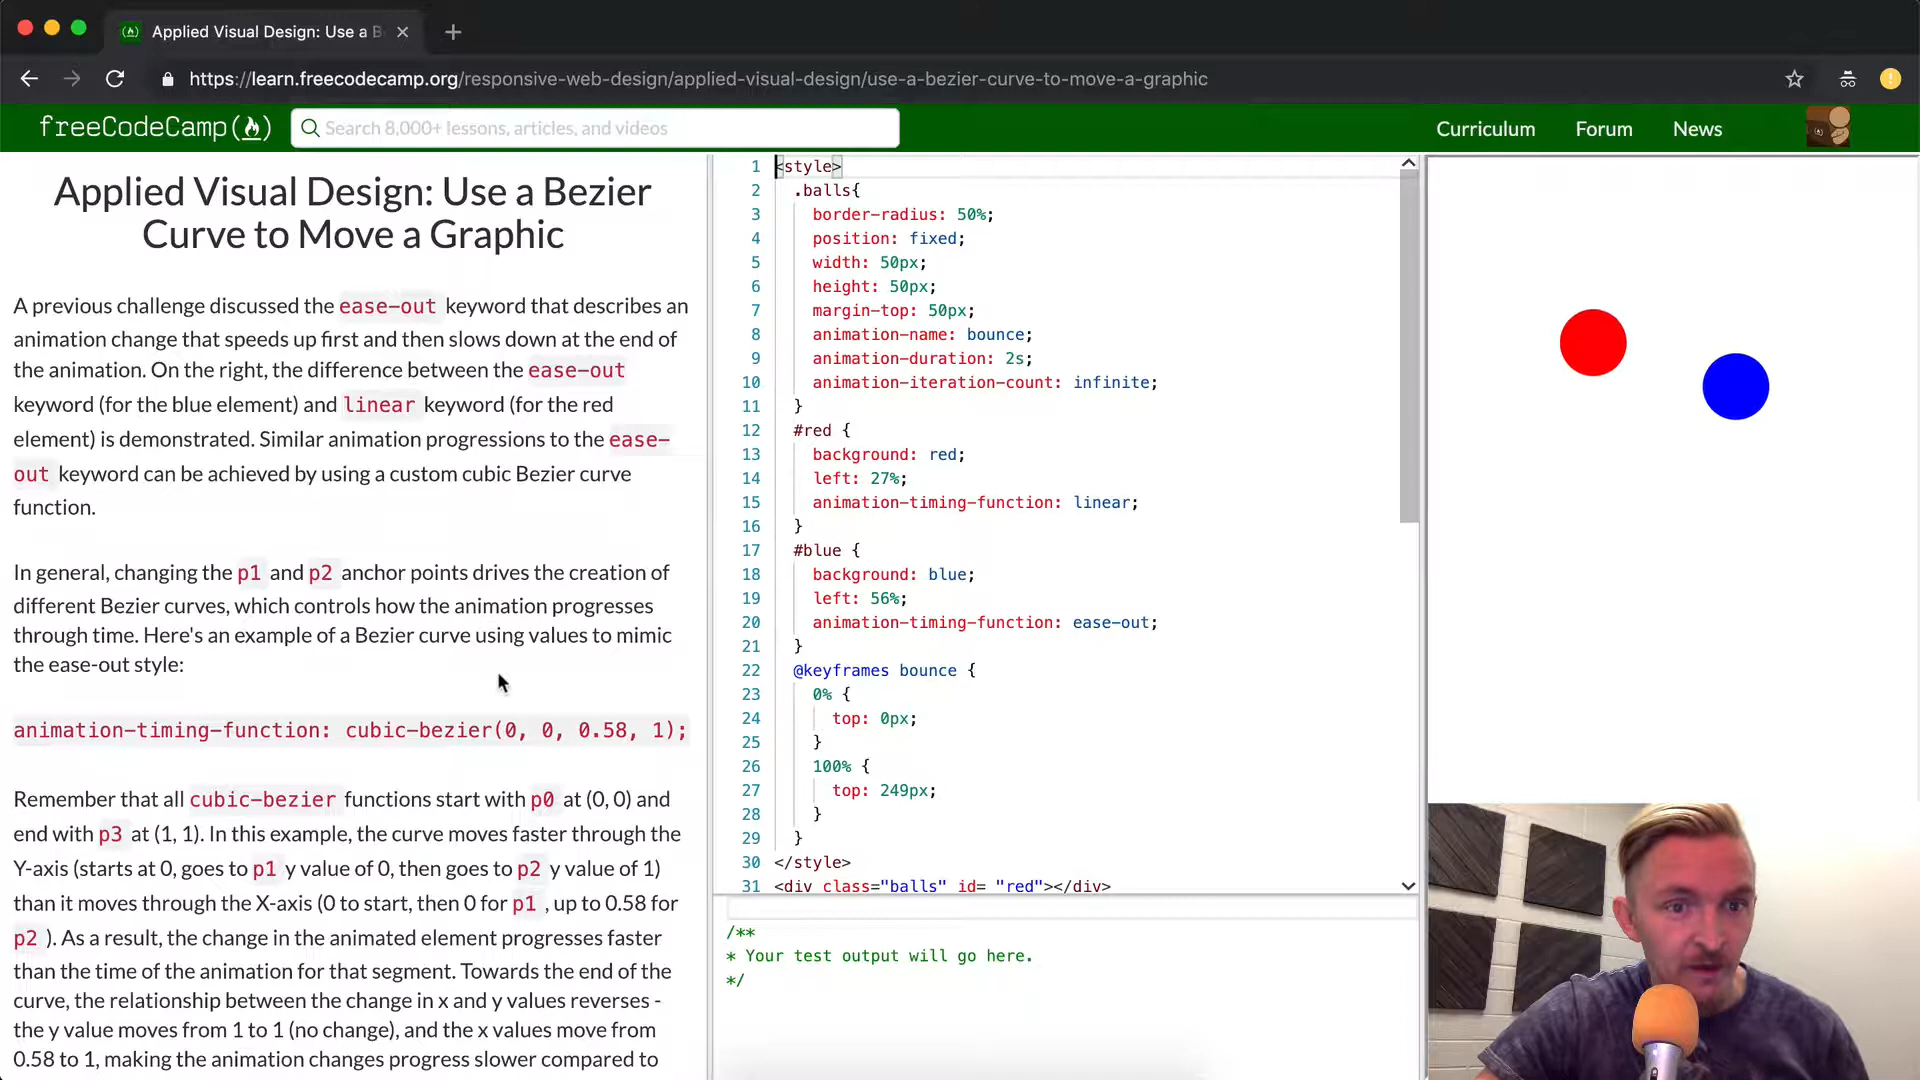 Applied Visual Design: Use a B
https://learn.freecodecamp.org/responsive-web-design/applied-visual-design/use-a-bezier-curve-to-move-a-graphic
freeCodeCamp
Search 8,000+ lessons, articles, and videos
Curriculum
Forum
News
Applied Visual Design: Use a Bezier
Curve to Move a Graphic
A previous challenge discussed the ease-out keyword that describes an
animation change that speeds up first and then slows down at the end of
the animation. On the right, the difference between the ease-out
keyword (for the blue element) and linear keyword (for the red
element) is demonstrated. Similar animation progressions to the ease-
out keyword can be achieved by using a custom cubic Bezier curve
function.
In general, changing the p1 and p2 anchor points drives the creation of
different Bezier curves, which controls how the animation progresses
through time. Here's an example of a Bezier curve using values to mimic
the ease-out style:
animation-timing-function: cubic-bezier(0, 0, 0.58, 1);
Remember that all cubic-bezier functions start with p0 at (0, 0) and
end with p3 at (1, 1). In this example, the curve moves faster through the
Y-axis (starts at 0, goes to p1 y value of 0, then goes to p2 y value of 1)
than it moves through the X-axis (0 to start, then 0 for p1 , up to 0.58 for
p2 ). As a result, the change in the animated element progresses faster
than the time of the animation for that segment. Towards the end of the
curve, the relationship between the change in x and y values reverses -
the y value moves from 1 to 1 (no change), and the x values move from
0.58 to 1, making the animation changes progress slower compared to
1 <style>
2 .balls{
3 border-radius: 50%;
4 position: fixed;
5 width: 50px;
6 height: 50px;
7 margin-top: 50px;
8 animation-name: bounce;
9 animation-duration: 2s;
10 animation-iteration-count: infinite;
11 }
12 #red {
13 background: red;
14 left: 27%;
15 animation-timing-function: linear;
16 }
17 #blue {
18 background: blue;
19 left: 56%;
20 animation-timing-function: ease-out;
21 }
22 @keyframes bounce {
23 0% {
24 top: 0px;
25 }
26 100% {
27 top: 249px;
28 }
29 }
30 </style>
31 <div class="balls" id= "red"></div>
/**
* Your test output will go here.
*/